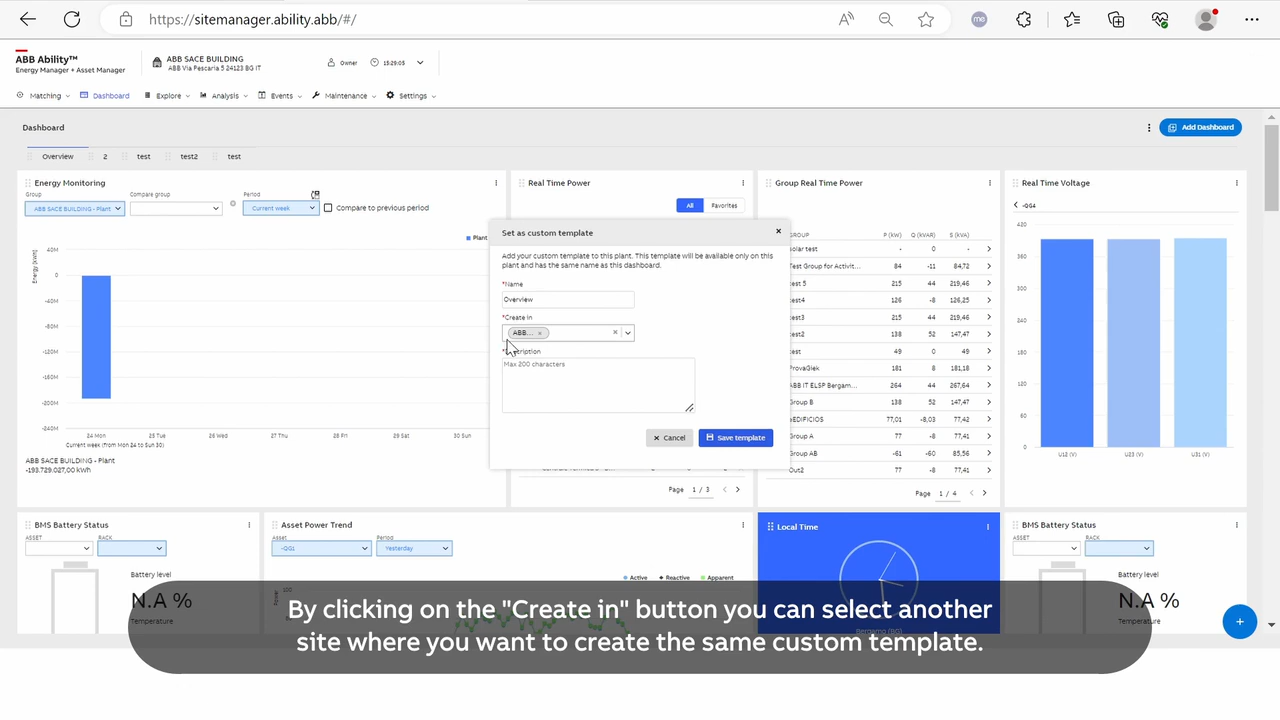 https://sitemanager.ability.abb/#/
ABB Ability™
Energy Manager + Asset Manager
ABB SACE BUILDING
ABB Via Pescaria 5 24123 BG IT
Owner
15:29:05
Matching
Dashboard
Explore
Analysis
Events
Maintenance
Settings
Dashboard
Add Dashboard
Overview
2
test
test2
test
Energy Monitoring
Group
Compare group
Period
ABB SACE BUILDING - Plant
Current week
Compare to previous period
Plant
Energy [kWh]
40M
0
-40M
-80M
-120M
-160M
-200M
-240M
24 Mon
25 Tue
26 Wed
27 Thu
28 Fri
29 Sat
30 Sun
Current week (from Mon 24 to Sun 30)
ABB SACE BUILDING - Plant
-193.729.027,00 kWh
Real Time Power
All
Favorites
Page 1 / 3
Set as custom template
Add your custom template to this plant. This template will be available only on this
plant and has the same name as this dashboard.
*Name
Overview
*Create in
ABB...
Max 200 characters
Cancel
Save template
Group Real Time Power
GROUP P (KW) Q (KVAR) S (KVA)
solar test - 0 -
Test Group for Activit... 84 -11 84,72
test 5 215 44 219,46
test4 126 -8 126,25
test3 215 44 219,46
test2 138 52 147,47
test 49 0 49
ProvaGiek 181 8 181,18
ABB IT ELSP Bergam... 264 44 267,64
Group B 138 52 147,47
EDIFICIOS 77,01 -8,03 77,42
Group A 77 -8 77,41
Group AB -61 -60 85,56
Out2 77 -8 77,41
Page 1 / 4
Real Time Voltage
-QG4
420
360
300
240
180
120
60
0
U12 (V)
U23 (V)
U31 (V)
BMS Battery Status
ASSET
RACK
Battery level
N.A %
Temperature
Asset Power Trend
Asset
Period
-QG1
Yesterday
Active
Reactive
Apparent
Power
100
Local Time
BMS Battery Status
ASSET
RACK
Battery level
N.A %
Temperature
By clicking on the "Create in" button you can select another
site where you want to create the same custom template.